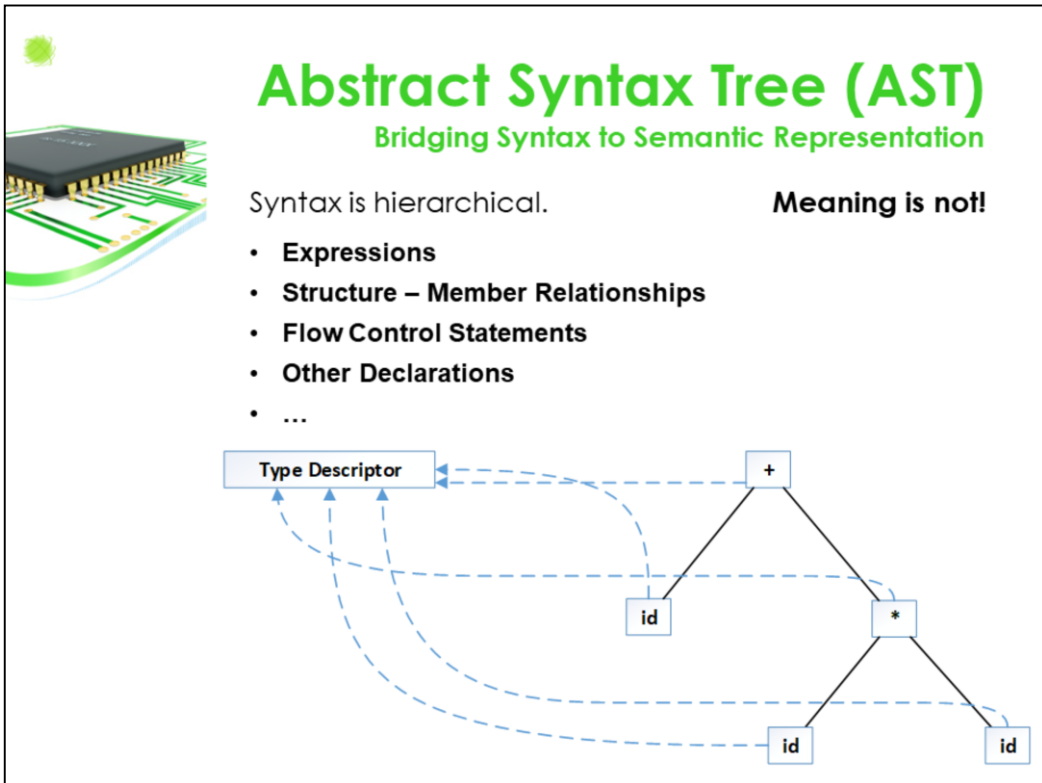 Abstract Syntax Tree (AST)
Bridging Syntax to Semantic Representation
Syntax is hierarchical. Meaning is not!
• Expressions
• Structure – Member Relationships
• Flow Control Statements
• Other Declarations
• ...
Type Descriptor +
id *
id id